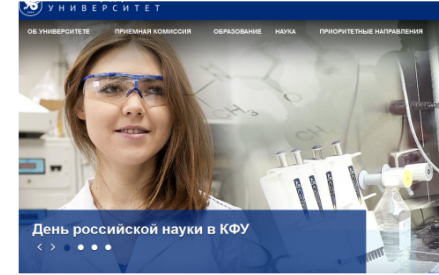 УНИВЕРСИТЕТ
ОБ УНИВЕРСИТЕТЕ ПРИЕМНАЯ КОМИССИЯ ОБРАЗОВАНИЕ НАУКА ПРИОРИТЕТНЫЕ НАПРАВЛЕНИЯ
День российской науки в КФУ